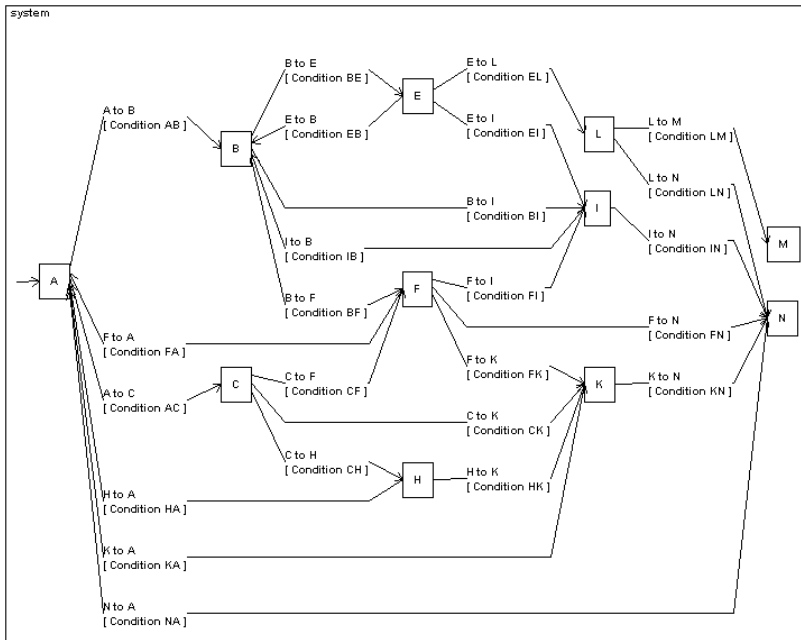 system
B to E
[ Condition BE ]
E to L
[ Condition EL ]
E
A to B
[ Condition AB ]
E to B
[ Condition EB ]
E to I
[ Condition EI ]
L
L to M
[ Condition LM ]
B
L to N
[ Condition LN ]
B to I
[ Condition BI ]
I
I to B
[ Condition IB ]
I to N
[ Condition IN ]
M
A
B to F
[ Condition BF ]
F
F to I
[ Condition FI ]
N
F to A
[ Condition FA ]
F to N
[ Condition FN ]
C to F
[ Condition CF ]
F to K
[ Condition FK ]
A to C
[ Condition AC ]
C
K
K to N
[ Condition KN ]
C to K
[ Condition CK ]
C to H
[ Condition CH ]
H
H to K
[ Condition HK ]
H to A
[ Condition HA ]
K to A
[ Condition KA ]
N to A
[ Condition NA ]